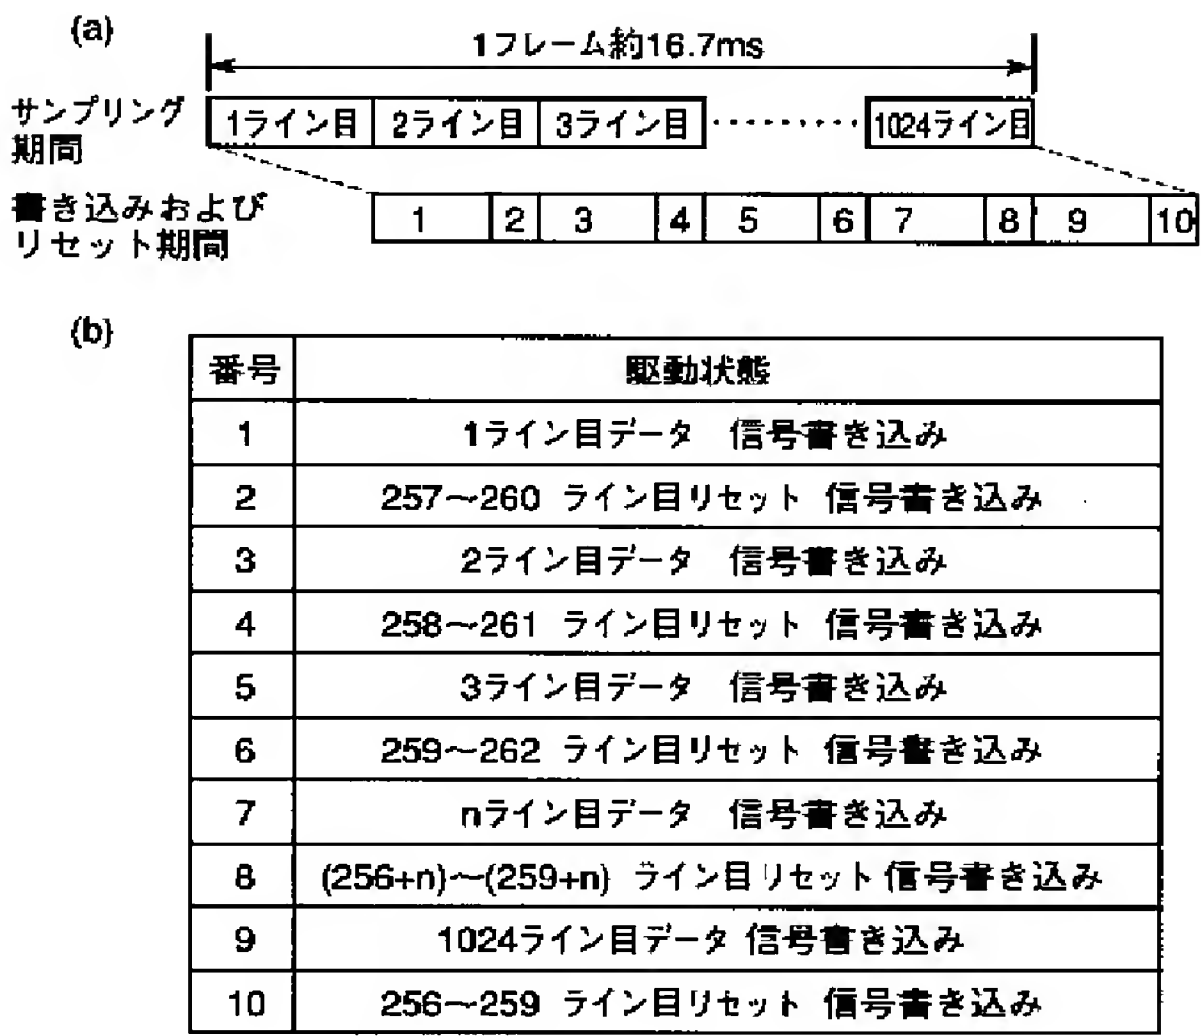 (a)
1フレーム約16.7ms
サンプリング
期間
1ライン目 2ライン目 3ライン目 ········· 1024ライン目
書き込みおよび
リセット期間
1 2 3 4 5 6 7 8 9 10
(b)
番号 駆動状態
1 1ライン目データ 信号書き込み
2 257〜260 ライン目リセット 信号書き込み
3 2ライン目データ 信号書き込み
4 258〜261 ライン目リセット 信号書き込み
5 3ライン目データ 信号書き込み
6 259〜262 ライン目リセット 信号書き込み
7 nライン目データ 信号書き込み
8 (256+n)〜(259+n) ライン目リセット 信号書き込み
9 1024ライン目データ 信号書き込み
10 256〜259 ライン目リセット 信号書き込み